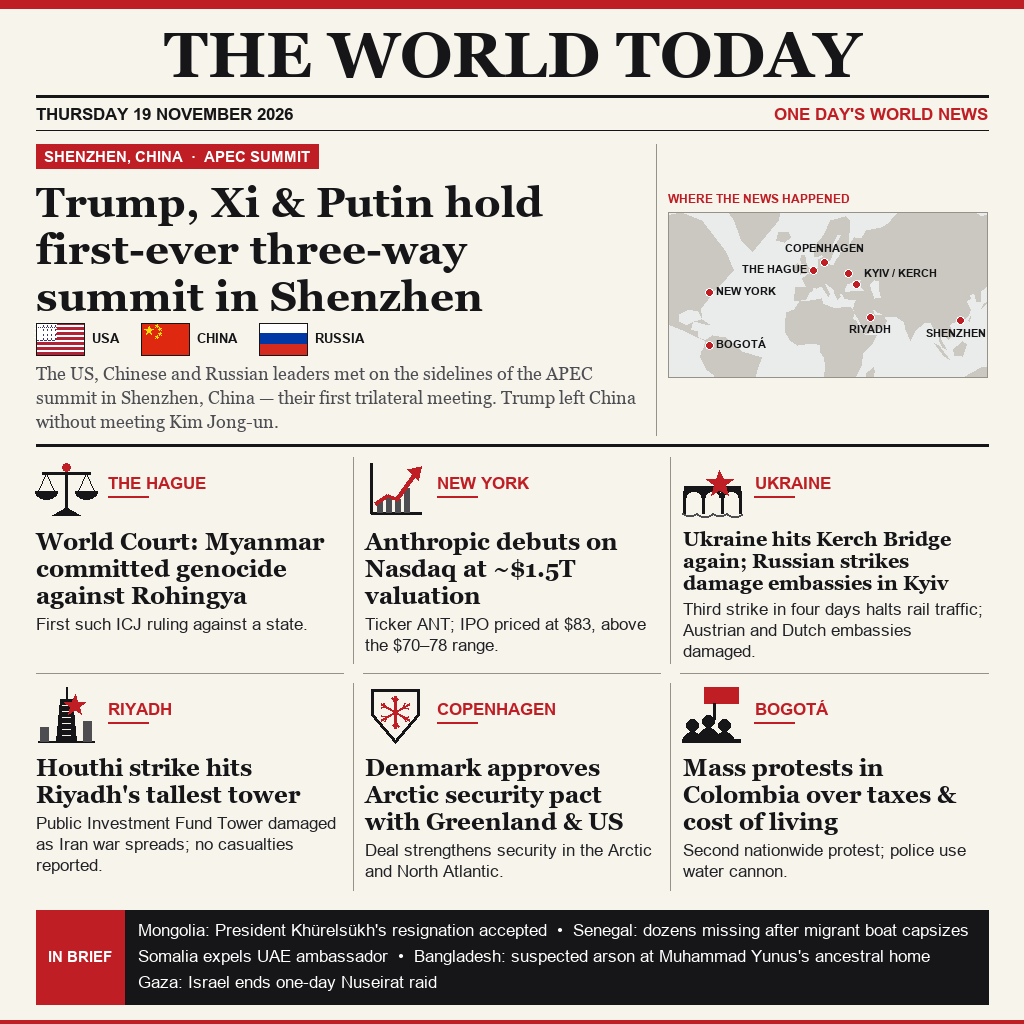 THE WORLD TODAY
THURSDAY 19 NOVEMBER 2026
ONE DAY'S WORLD NEWS
SHENZHEN, CHINA · APEC SUMMIT
Trump, Xi & Putin hold
first-ever three-way
summit in Shenzhen
USA
CHINA
RUSSIA
The US, Chinese and Russian leaders met on the sidelines of the APEC
summit in Shenzhen, China — their first trilateral meeting. Trump left China
without meeting Kim Jong-un.
WHERE THE NEWS HAPPENED
COPENHAGEN
THE HAGUE
KYIV / KERCH
NEW YORK
RIYADH
SHENZHEN
BOGOTÁ
THE HAGUE
World Court: Myanmar
committed genocide
against Rohingya
First such ICJ ruling against a state.
NEW YORK
Anthropic debuts on
Nasdaq at ~$1.5T
valuation
Ticker ANT; IPO priced at $83, above
the $70–78 range.
UKRAINE
Ukraine hits Kerch Bridge
again; Russian strikes
damage embassies in Kyiv
Third strike in four days halts rail traffic;
Austrian and Dutch embassies
damaged.
RIYADH
Houthi strike hits
Riyadh's tallest tower
Public Investment Fund Tower damaged
as Iran war spreads; no casualties
reported.
COPENHAGEN
Denmark approves
Arctic security pact
with Greenland & US
Deal strengthens security in the Arctic
and North Atlantic.
BOGOTÁ
Mass protests in
Colombia over taxes &
cost of living
Second nationwide protest; police use
water cannon.
IN BRIEF
Mongolia: President Khürelsükh's resignation accepted • Senegal: dozens missing after migrant boat capsizes
Somalia expels UAE ambassador • Bangladesh: suspected arson at Muhammad Yunus's ancestral home
Gaza: Israel ends one-day Nuseirat raid